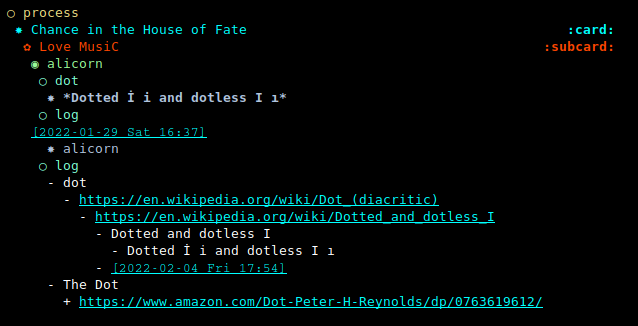 ○ process
✸ Chance in the House of Fate :card:
✿ Love MusiC :subcard:
◉ alicorn
○ dot
✸ *Dotted İ i and dotless I ı*
○ log
[2022-01-29 Sat 16:37]
✸ alicorn
○ log
- dot
- https://en.wikipedia.org/wiki/Dot_(diacritic)
- https://en.wikipedia.org/wiki/Dotted_and_dotless_I
- Dotted and dotless I
- Dotted İ i and dotless I ı
- [2022-02-04 Fri 17:54]
- The Dot
+ https://www.amazon.com/Dot-Peter-H-Reynolds/dp/0763619612/